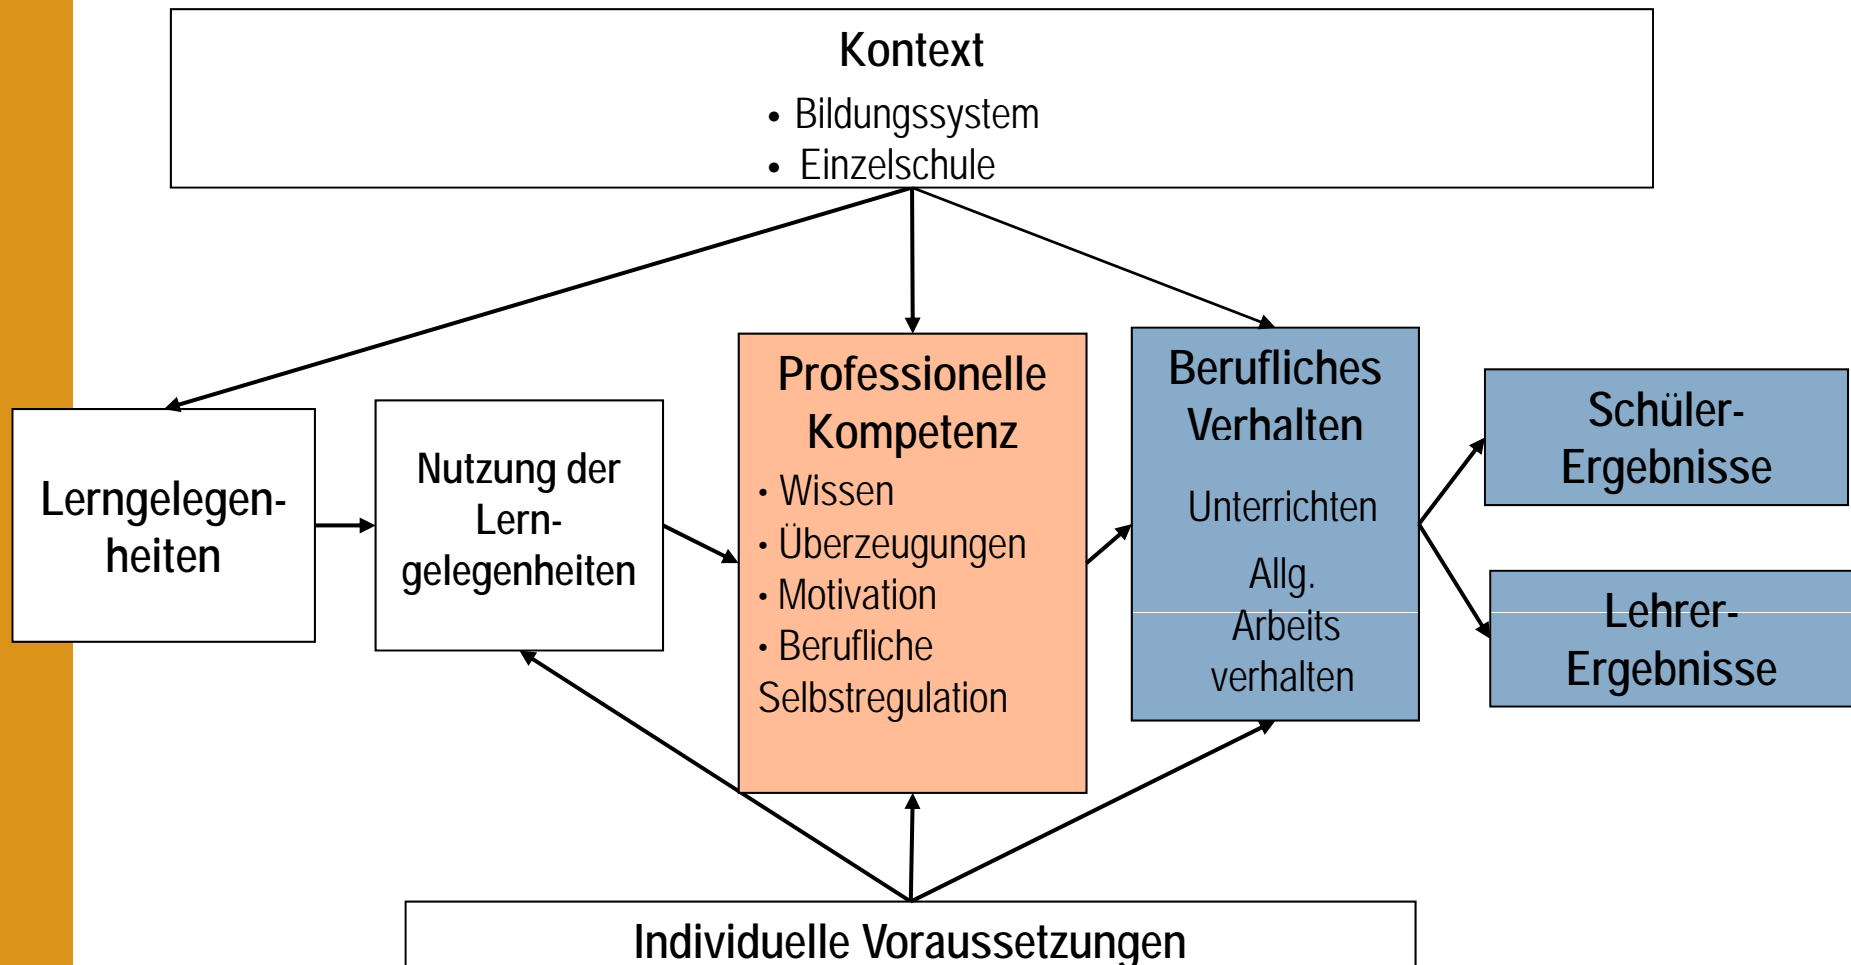 Kontext
• Bildungssystem
• Einzelschule
Lerngelegen-
heiten
Nutzung der
Lern-
gelegenheiten
Professionelle
Kompetenz
• Wissen
• Überzeugungen
• Motivation
• Berufliche
Selbstregulation
Berufliches
Verhalten
Unterrichten
Allg.
Arbeits
verhalten
Schüler-
Ergebnisse
Lehrer-
Ergebnisse
Individuelle Voraussetzungen